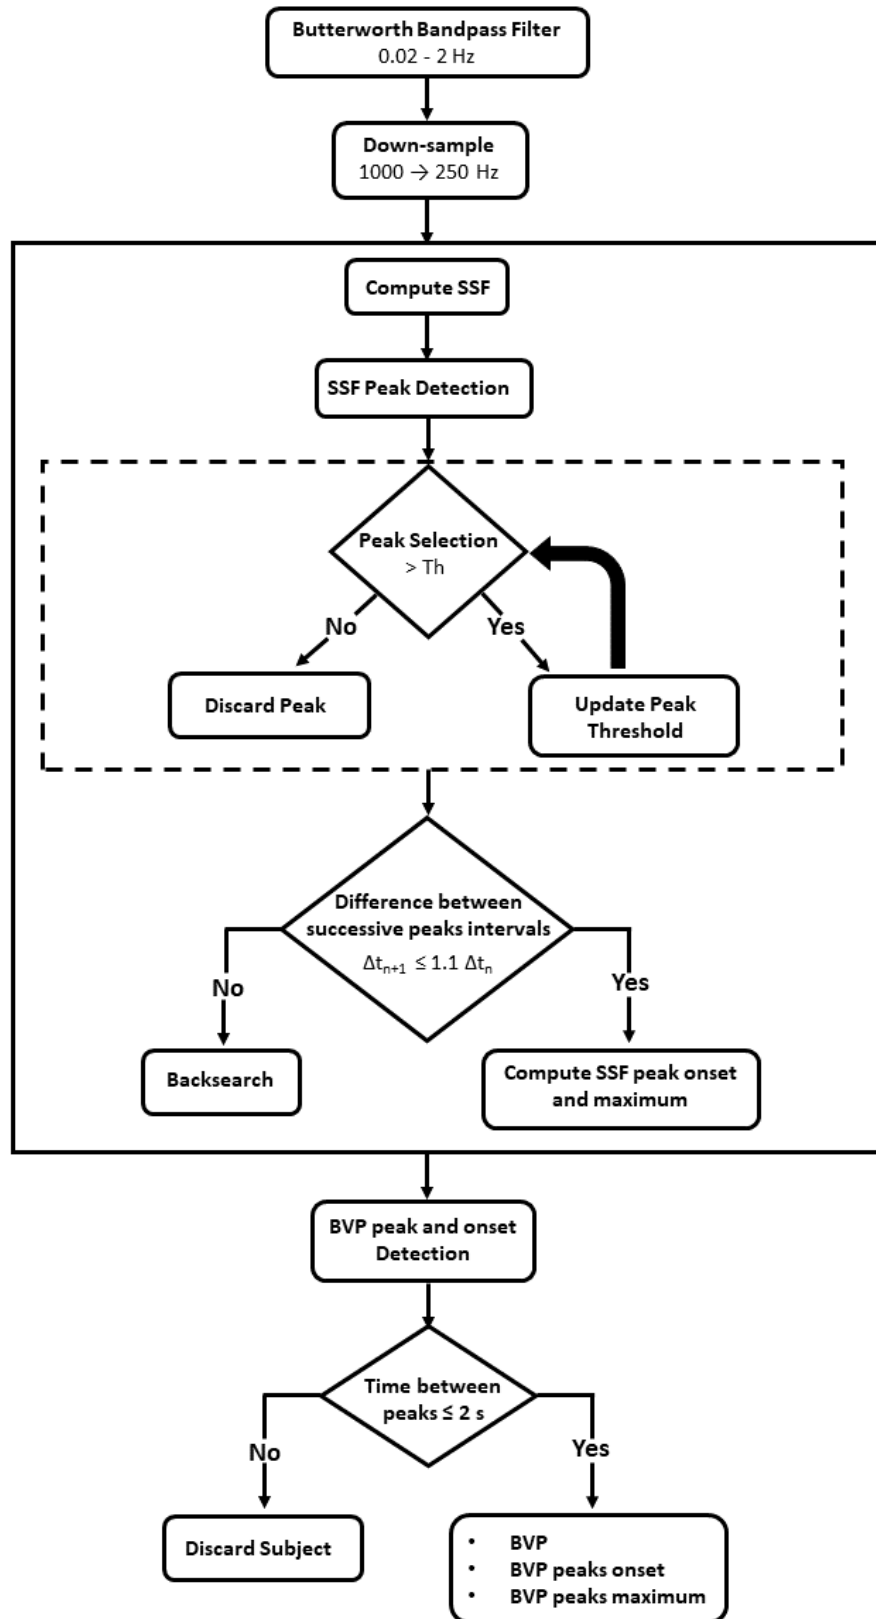 Butterworth Bandpass Filter
0.02 - 2 Hz
Down-sample
1000 → 250 Hz
Compute SSF
SSF Peak Detection
Peak Selection
> Th
No
Yes
Discard Peak
Update Peak
Threshold
Difference between
successive peaks intervals
Δtₙ₊₁ ≤ 1.1 Δtₙ
No
Yes
Backsearch
Compute SSF peak onset
and maximum
BVP peak and onset
Detection
Time between
peaks ≤ 2 s
No
Yes
Discard Subject
• BVP
• BVP peaks onset
• BVP peaks maximum